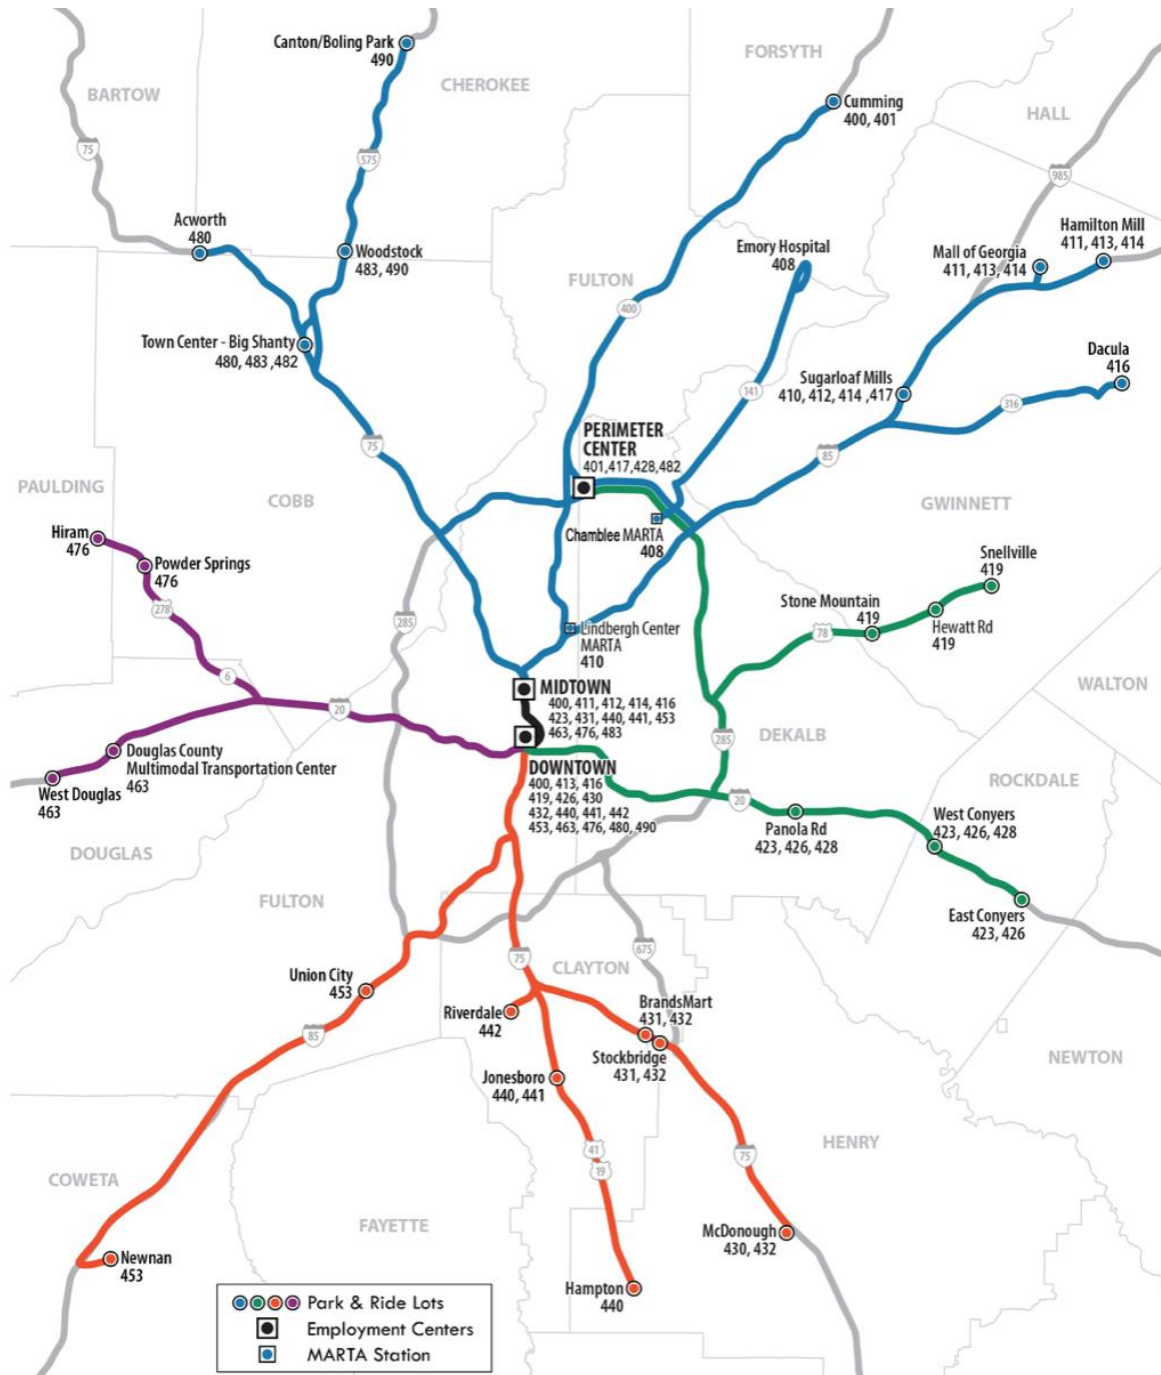 Canton/Boling Park
490
CHEROKEE
FORSYTH
BARTOW
Cumming
400, 401
HALL
75
575
985
Acworth
480
Woodstock
483, 490
Emory Hospital
408
Hamilton Mill
411, 413, 414
Mall of Georgia
411, 413, 414
FULTON
400
Town Center - Big Shanty
480, 483 ,482
Dacula
416
Sugarloaf Mills
410, 412, 414 ,417
141
316
75
PERIMETER
CENTER
401,417,428,482
85
PAULDING
COBB
GWINNETT
Hiram
476
Chamblee MARTA
408
Powder Springs
476
Snellville
419
278
285
Stone Mountain
419
Hewatt Rd
419
78
Lindbergh Center
MARTA
410
6
MIDTOWN
400, 411, 412, 414, 416
423, 431, 440, 441, 453
463, 476, 483
WALTON
20
285
DEKALB
Douglas County
Multimodal Transportation Center
463
West Douglas
463
DOWNTOWN
400, 413, 416
419, 426, 430
432, 440, 441, 442
453, 463, 476, 480, 490
ROCKDALE
20
Panola Rd
423, 426, 428
West Conyers
423, 426, 428
DOUGLAS
FULTON
East Conyers
423, 426
675
75
CLAYTON
Union City
453
BrandsMart
431, 432
Riverdale
442
85
Stockbridge
431, 432
NEWTON
Jonesboro
440, 441
41
19
HENRY
75
COWETA
FAYETTE
McDonough
430, 432
Newnan
453
Hampton
440
Park & Ride Lots
Employment Centers
MARTA Station